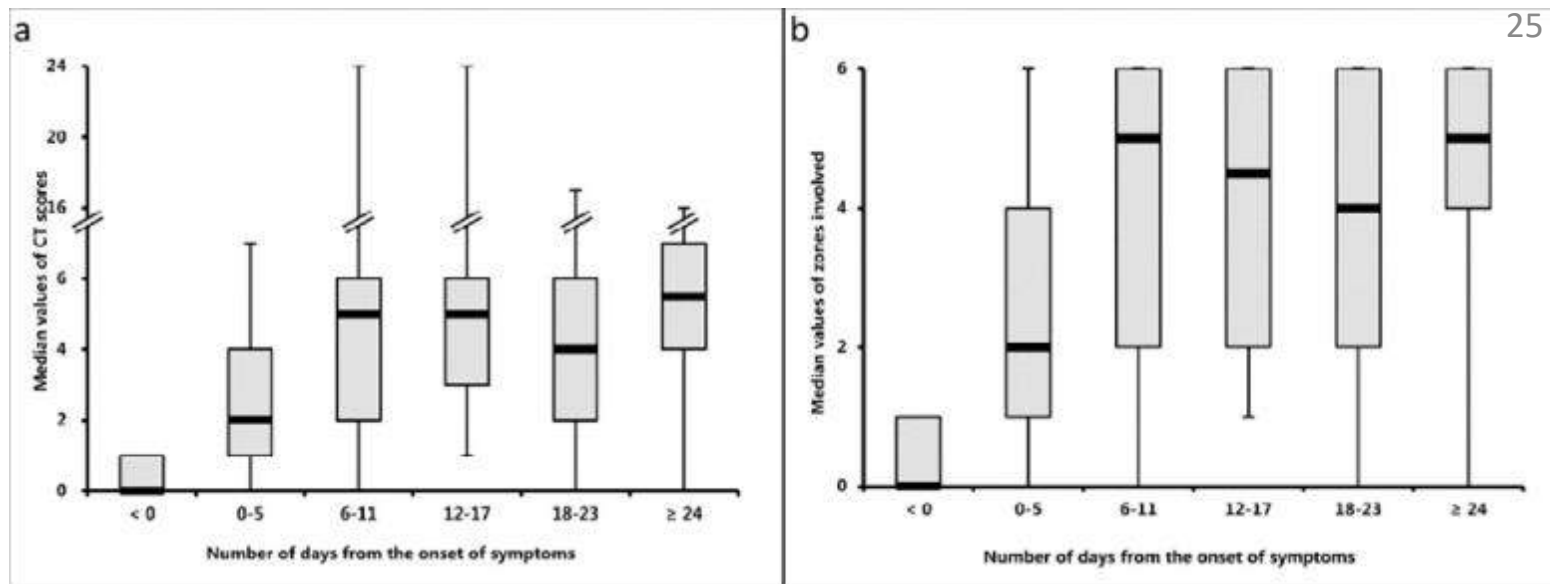 a
24
20
16
6
4
2
0
Median values of CT scores
< 0 0-5 6-11 12-17 18-23 ≥ 24
Number of days from the onset of symptoms
b
25
6
4
2
0
Median values of zones involved
< 0 0-5 6-11 12-17 18-23 ≥ 24
Number of days from the onset of symptoms